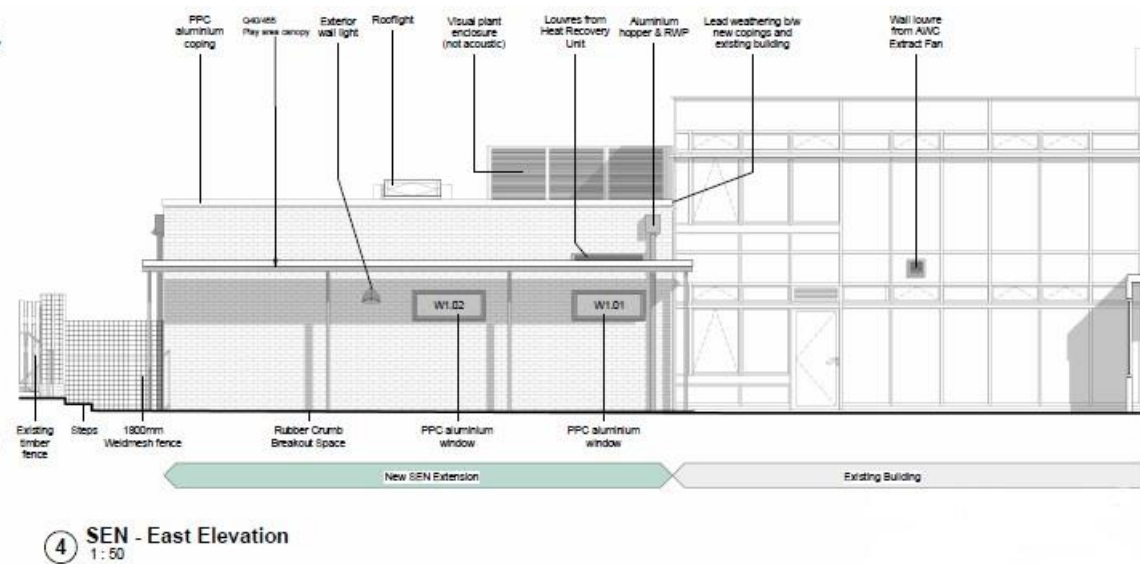 PPC
aluminium
coping
Q40/455
Play area canopy
Exterior
wall light
Rooflight
Visual plant
enclosure
(not acoustic)
Louvres from
Heat Recovery
Unit
Aluminium
hopper & RWP
Lead weathering b/w
new copings and
existing building
Wall louvre
from AWC
Extract Fan
W1.02
W1.01
Existing
timber
fence
Steps
1800mm
Weldmesh fence
Rubber Crumb
Breakout Space
PPC aluminium
window
PPC aluminium
window
New SEN Extension
Existing Building
4
SEN - East Elevation
1 : 50